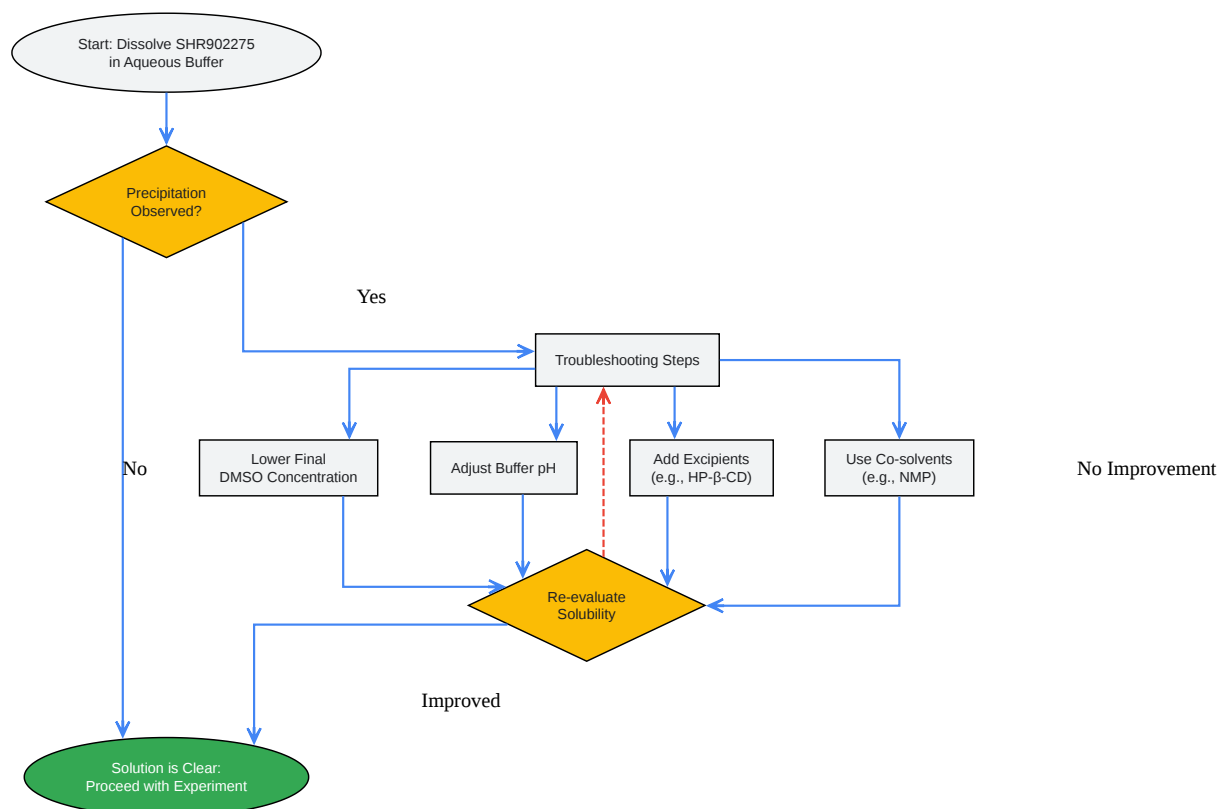 Start: Dissolve SHR902275
in Aqueous Buffer
Precipitation
Observed?
Yes
Troubleshooting Steps
No
Lower Final
DMSO Concentration
Adjust Buffer pH
Add Excipients
(e.g., HP-β-CD)
Use Co-solvents
(e.g., NMP)
No Improvement
Re-evaluate
Solubility
Improved
Solution is Clear:
Proceed with Experiment